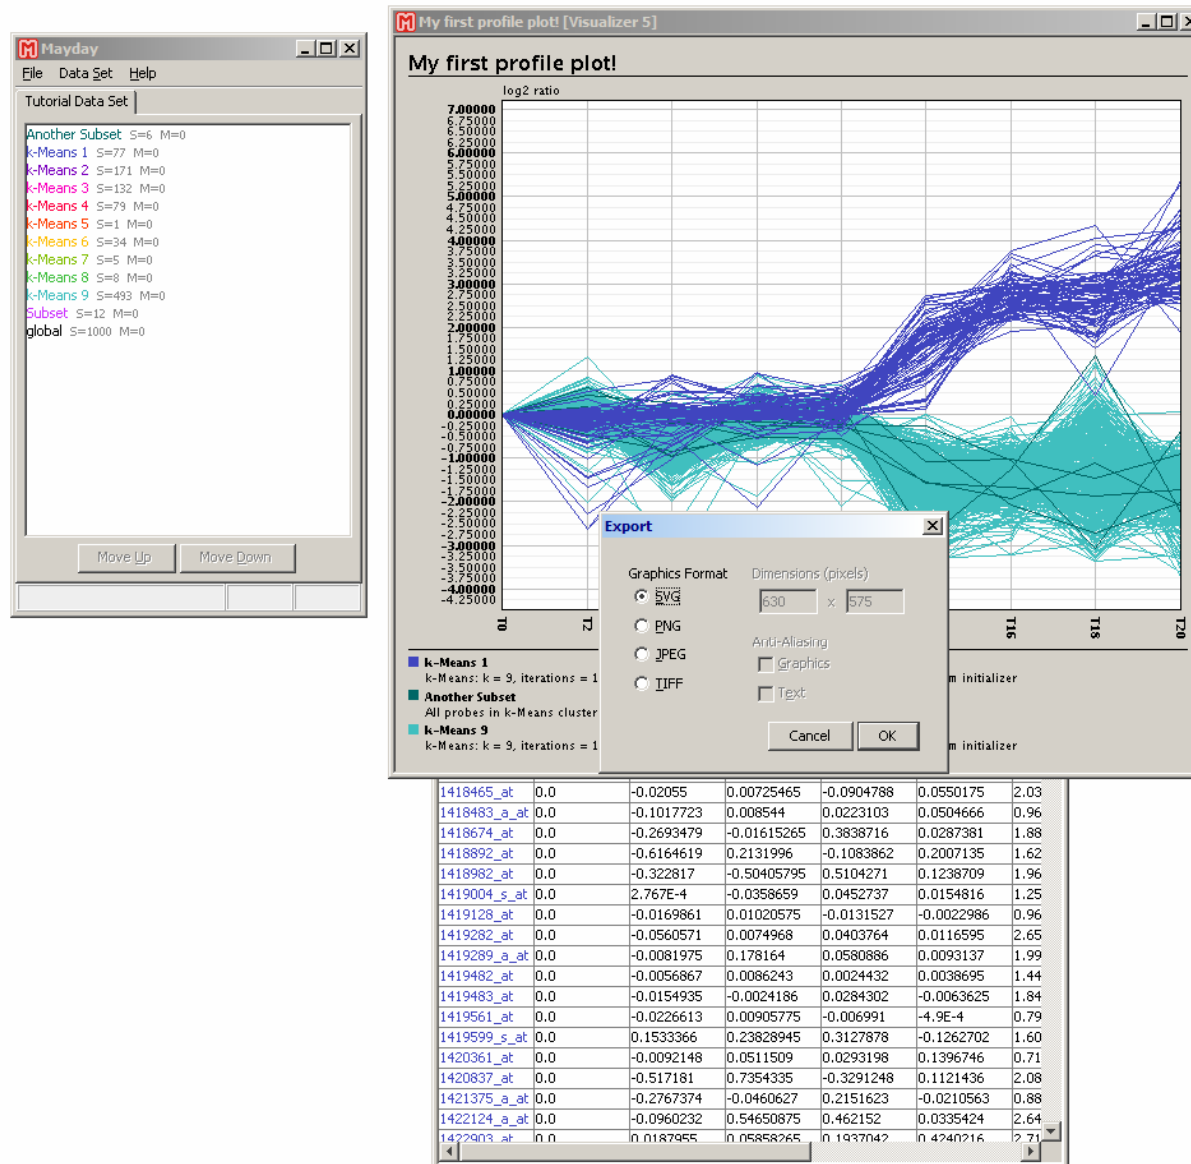 Mayday
File Data Set Help
Tutorial Data Set
Another Subset S=6 M=0
k-Means 1 S=77 M=0
k-Means 2 S=171 M=0
k-Means 3 S=132 M=0
k-Means 4 S=79 M=0
k-Means 5 S=1 M=0
k-Means 6 S=34 M=0
k-Means 7 S=5 M=0
k-Means 8 S=8 M=0
k-Means 9 S=493 M=0
Subset S=12 M=0
global S=1000 M=0
Move Up Move Down
My first profile plot! [Visualizer 5]
My first profile plot!
log2 ratio
7.00000
6.75000
6.50000
6.25000
6.00000
5.75000
5.50000
5.25000
5.00000
4.75000
4.50000
4.25000
4.00000
3.75000
3.50000
3.25000
3.00000
2.75000
2.50000
2.25000
2.00000
1.75000
1.50000
1.25000
1.00000
0.75000
0.50000
0.25000
0.00000
-0.25000
-0.50000
-0.75000
-1.00000
-1.25000
-1.50000
-1.75000
-2.00000
-2.25000
-2.50000
-2.75000
-3.00000
-3.25000
-3.50000
-3.75000
-4.00000
-4.25000
T0 T2 T16 T18 T20
k-Means 1
k-Means: k = 9, iterations = 1 m initializer
Another Subset
All probes in k-Means cluster
k-Means 9
k-Means: k = 9, iterations = 1 m initializer
Export
Graphics Format Dimensions (pixels)
SVG 630 x 575
PNG
Anti-Aliasing
JPEG Graphics
TIFF Text
Cancel OK
1418465_at 0.0 -0.02055 0.00725465 -0.0904788 0.0550175 2.03
1418483_a_at 0.0 -0.1017723 0.008544 0.0223103 0.0504666 0.96
1418674_at 0.0 -0.2693479 -0.01615265 0.3838716 0.0287381 1.88
1418892_at 0.0 -0.6164619 0.2131996 -0.1083862 0.2007135 1.62
1418982_at 0.0 -0.322817 -0.50405795 0.5104271 0.1238709 1.96
1419004_s_at 0.0 2.767E-4 -0.0358659 0.0452737 0.0154816 1.25
1419128_at 0.0 -0.0169861 0.01020575 -0.0131527 -0.0022986 0.96
1419282_at 0.0 -0.0560571 0.0074968 0.0403764 0.0116595 2.65
1419289_a_at 0.0 -0.0081975 0.178164 0.0580886 0.0093137 1.99
1419482_at 0.0 -0.0056867 0.0086243 0.0024432 0.0038695 1.44
1419483_at 0.0 -0.0154935 -0.0024186 0.0284302 -0.0063625 1.84
1419561_at 0.0 -0.0226613 0.00905775 -0.006991 -4.9E-4 0.79
1419599_s_at 0.0 0.1533366 0.23828945 0.3127878 -0.1262702 1.60
1420361_at 0.0 -0.0092148 0.0511509 0.0293198 0.1396746 0.71
1420837_at 0.0 -0.517181 0.7354335 -0.3291248 0.1121436 2.08
1421375_a_at 0.0 -0.2767374 -0.0460627 0.2151623 -0.0210563 0.88
1422124_a_at 0.0 -0.0960232 0.54650875 0.462152 0.0335424 2.64
1422903_at 0.0 0.0187955 0.05858265 0.1937042 0.4240216 2.71